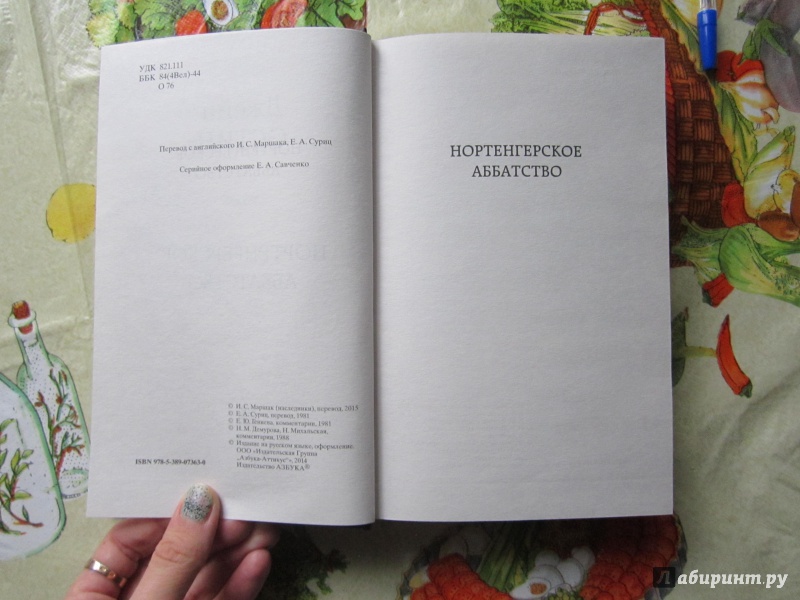 УДК 821.111
ББК 84(4Вел)-44
О 76
Перевод с английского И. С. Маршака, Е. А. Суриц
Серийное оформление Е. А. Савченко
© И. С. Маршак (наследники), перевод, 2015
© Е. А. Суриц, перевод, 1981
© Е. Ю. Гениева, комментарии, 1981
© Н. М. Демурова, Н. Михальская,
комментарии, 1988
© Издание на русском языке, оформление.
ООО «Издательская Группа
„Азбука-Аттикус“», 2014
Издательство АЗБУКА®
ISBN 978-5-389-07363-0
НОРТЕНГЕРСКОЕ
АББАТСТВО
Лабиринт.ру